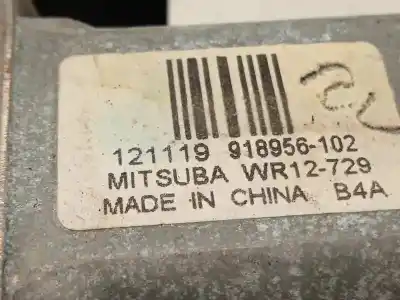 121119 918956-102
MITSUBA WR12-729
MADE IN CHINA B4A